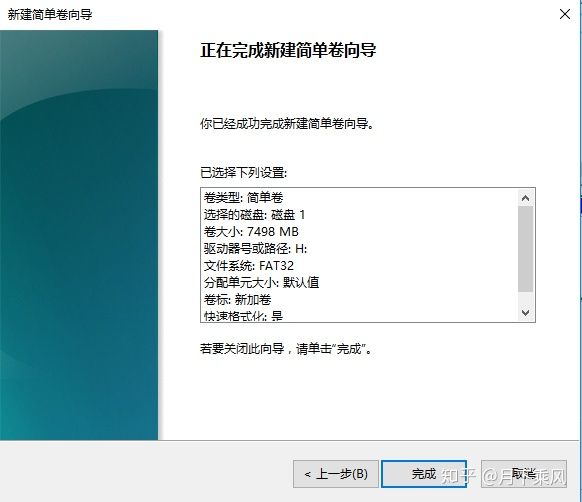 新建简单卷向导
正在完成新建简单卷向导
你已经成功完成新建简单卷向导。
已选择下列设置:
卷类型: 简单卷
选择的磁盘: 磁盘 1
卷大小: 7498 MB
驱动器号或路径: H:
文件系统: FAT32
分配单元大小: 默认值
卷标: 新加卷
快速格式化: 是
若要关闭此向导，请单击“完成”。
< 上一步(B)
完成
取消
知乎 @月下乘风